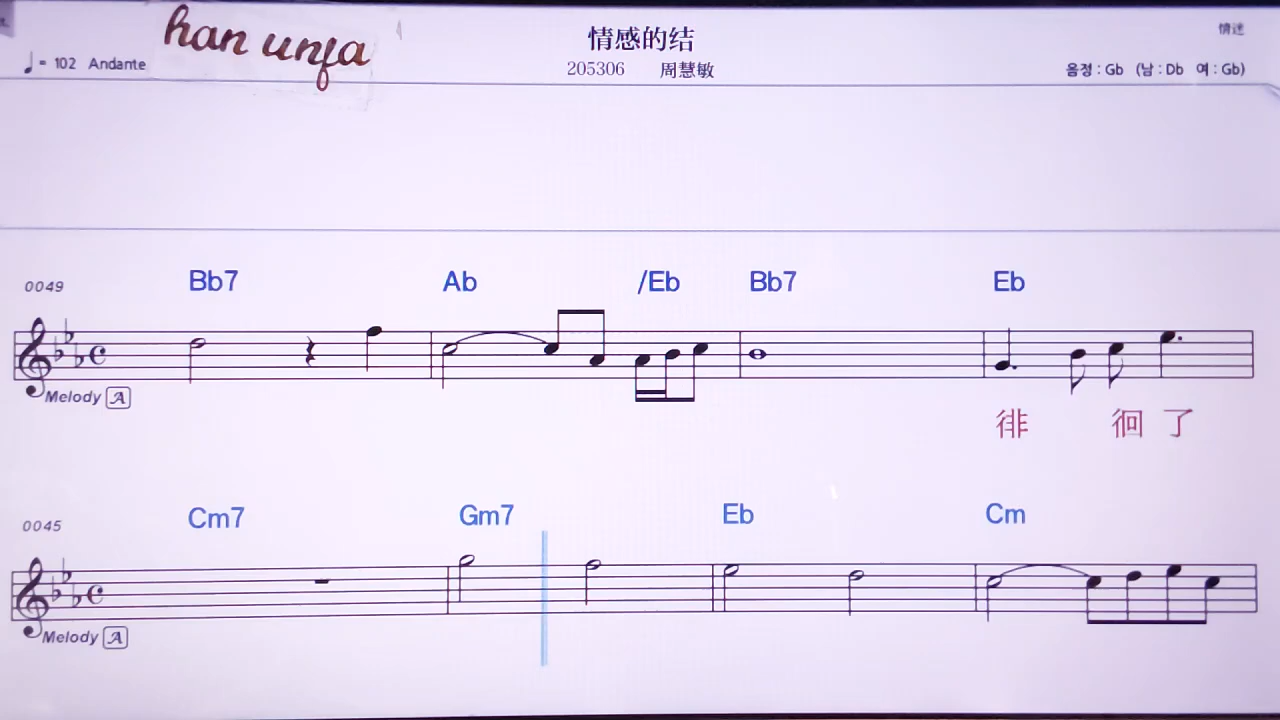 han unfa
情感的结
情迷
♩= 102 Andante
205306 周慧敏
음정 : Gb (남 : Db 여 : Gb)
0049 Bb7 Ab /Eb Bb7 Eb
Melody A
徘 徊 了
0045 Cm7 Gm7 Eb Cm
Melody A